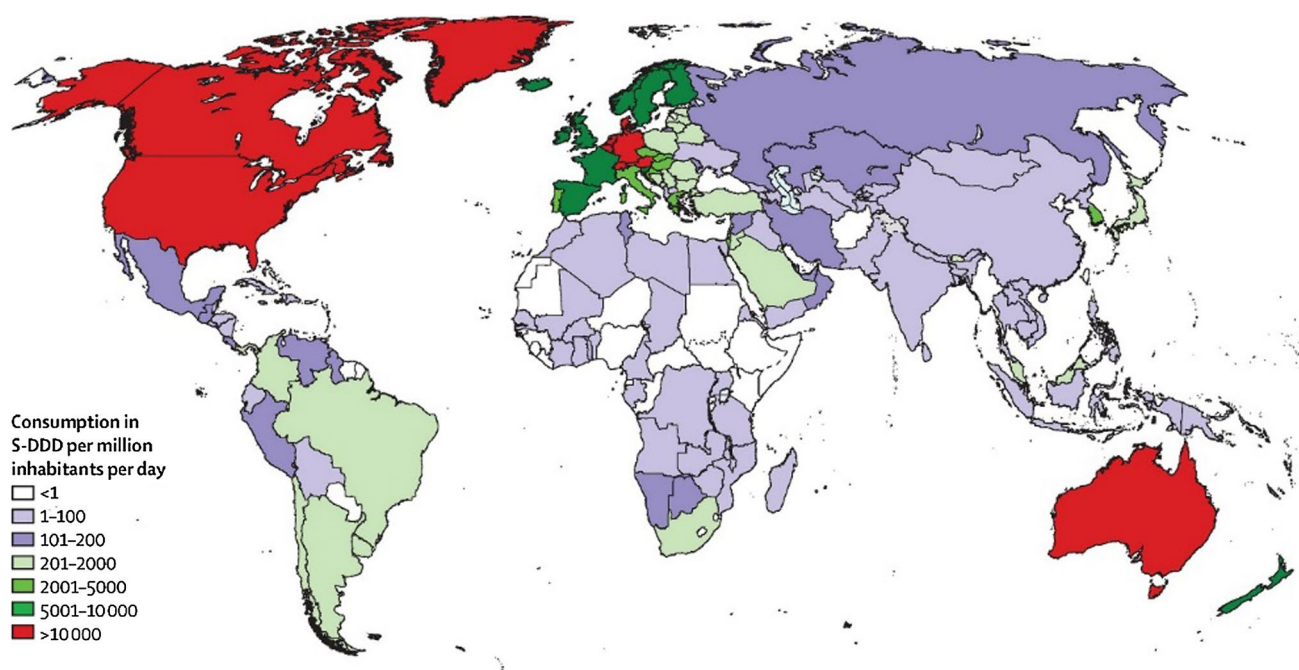 Consumption in
S-DDD per million
inhabitants per day
<1
1–100
101–200
201–2000
2001–5000
5001–10 000
>10 000